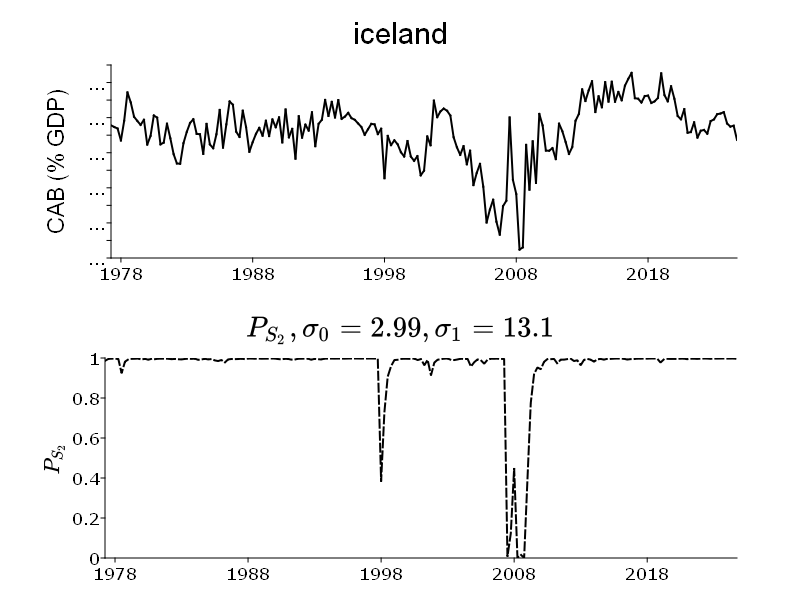 iceland
CAB (% GDP)
...
...
...
...
...
...
1978 1988 1998 2008 2018
P_{S_2}, σ_0 = 2.99, σ_1 = 13.1
P_{S_2}
1
0.8
0.6
0.4
0.2
0
1978 1988 1998 2008 2018